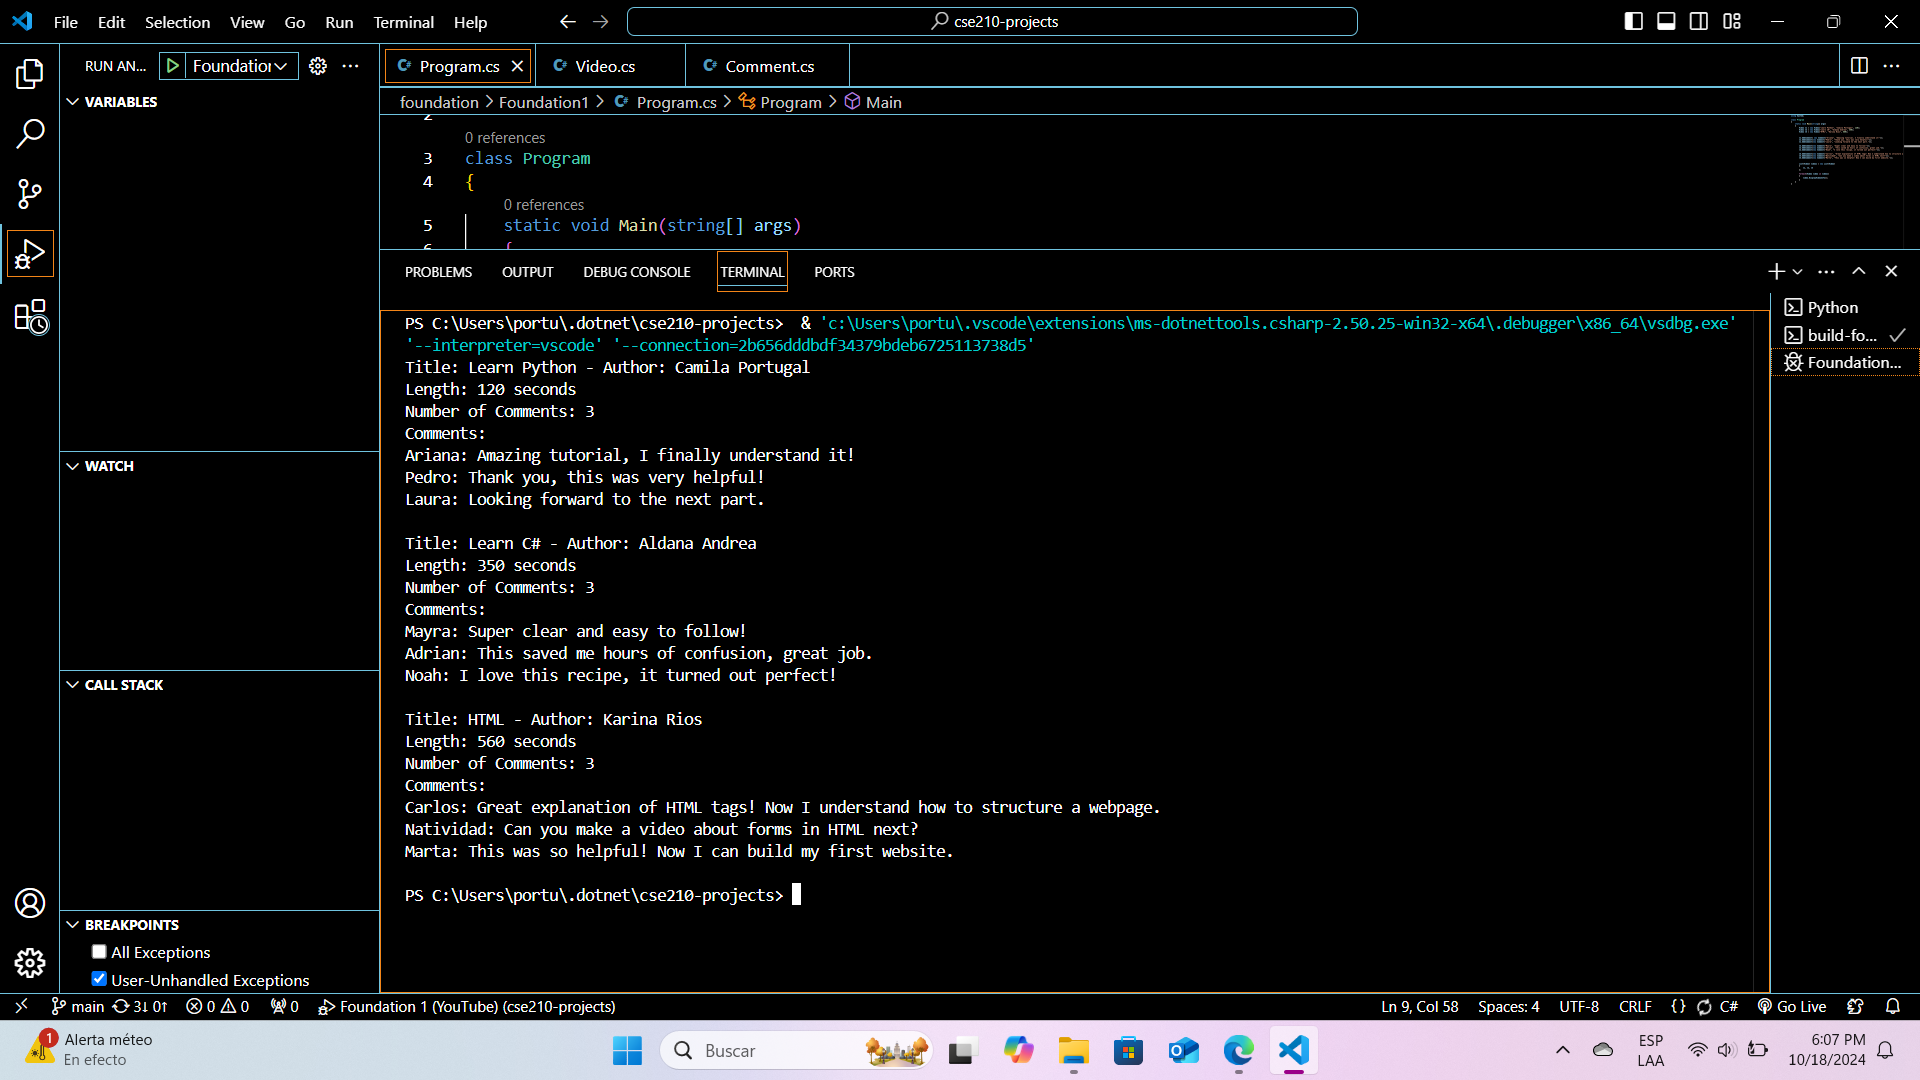 File Edit Selection View Go Run Terminal Help
cse210-projects
RUN AN... Foundation
Program.cs Video.cs Comment.cs
VARIABLES
foundation > Foundation1 > Program.cs > Program > Main
2
0 references
3 class Program
4 {
0 references
5 static void Main(string[] args)
6 {
PROBLEMS OUTPUT DEBUG CONSOLE TERMINAL PORTS
PS C:\Users\portu\.dotnet\cse210-projects> & 'c:\Users\portu\.vscode\extensions\ms-dotnettools.csharp-2.50.25-win32-x64\.debugger\x86_64\vsdbg.exe'
'--interpreter=vscode' '--connection=2b656dddbdf34379bdeb6725113738d5'
Title: Learn Python - Author: Camila Portugal
Length: 120 seconds
Number of Comments: 3
Comments:
Ariana: Amazing tutorial, I finally understand it!
Pedro: Thank you, this was very helpful!
Laura: Looking forward to the next part.
Title: Learn C# - Author: Aldana Andrea
Length: 350 seconds
Number of Comments: 3
Comments:
Mayra: Super clear and easy to follow!
Adrian: This saved me hours of confusion, great job.
Noah: I love this recipe, it turned out perfect!
Title: HTML - Author: Karina Rios
Length: 560 seconds
Number of Comments: 3
Comments:
Carlos: Great explanation of HTML tags! Now I understand how to structure a webpage.
Natividad: Can you make a video about forms in HTML next?
Marta: This was so helpful! Now I can build my first website.
PS C:\Users\portu\.dotnet\cse210-projects>
Python
build-fo...
Foundation...
WATCH
CALL STACK
BREAKPOINTS
All Exceptions
User-Unhandled Exceptions
main 3↓ 0↑ 0 0 0 Foundation 1 (YouTube) (cse210-projects)
Ln 9, Col 58 Spaces: 4 UTF-8 CRLF {} C# Go Live
1
Alerta méteo
En efecto
Buscar
ESP
LAA
6:07 PM
10/18/2024